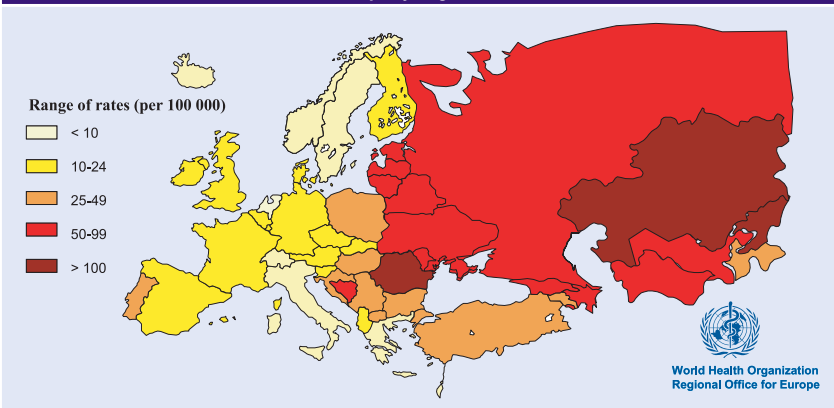 Range of rates (per 100 000)
< 10
10-24
25-49
50-99
> 100
World Health Organization
Regional Office for Europe